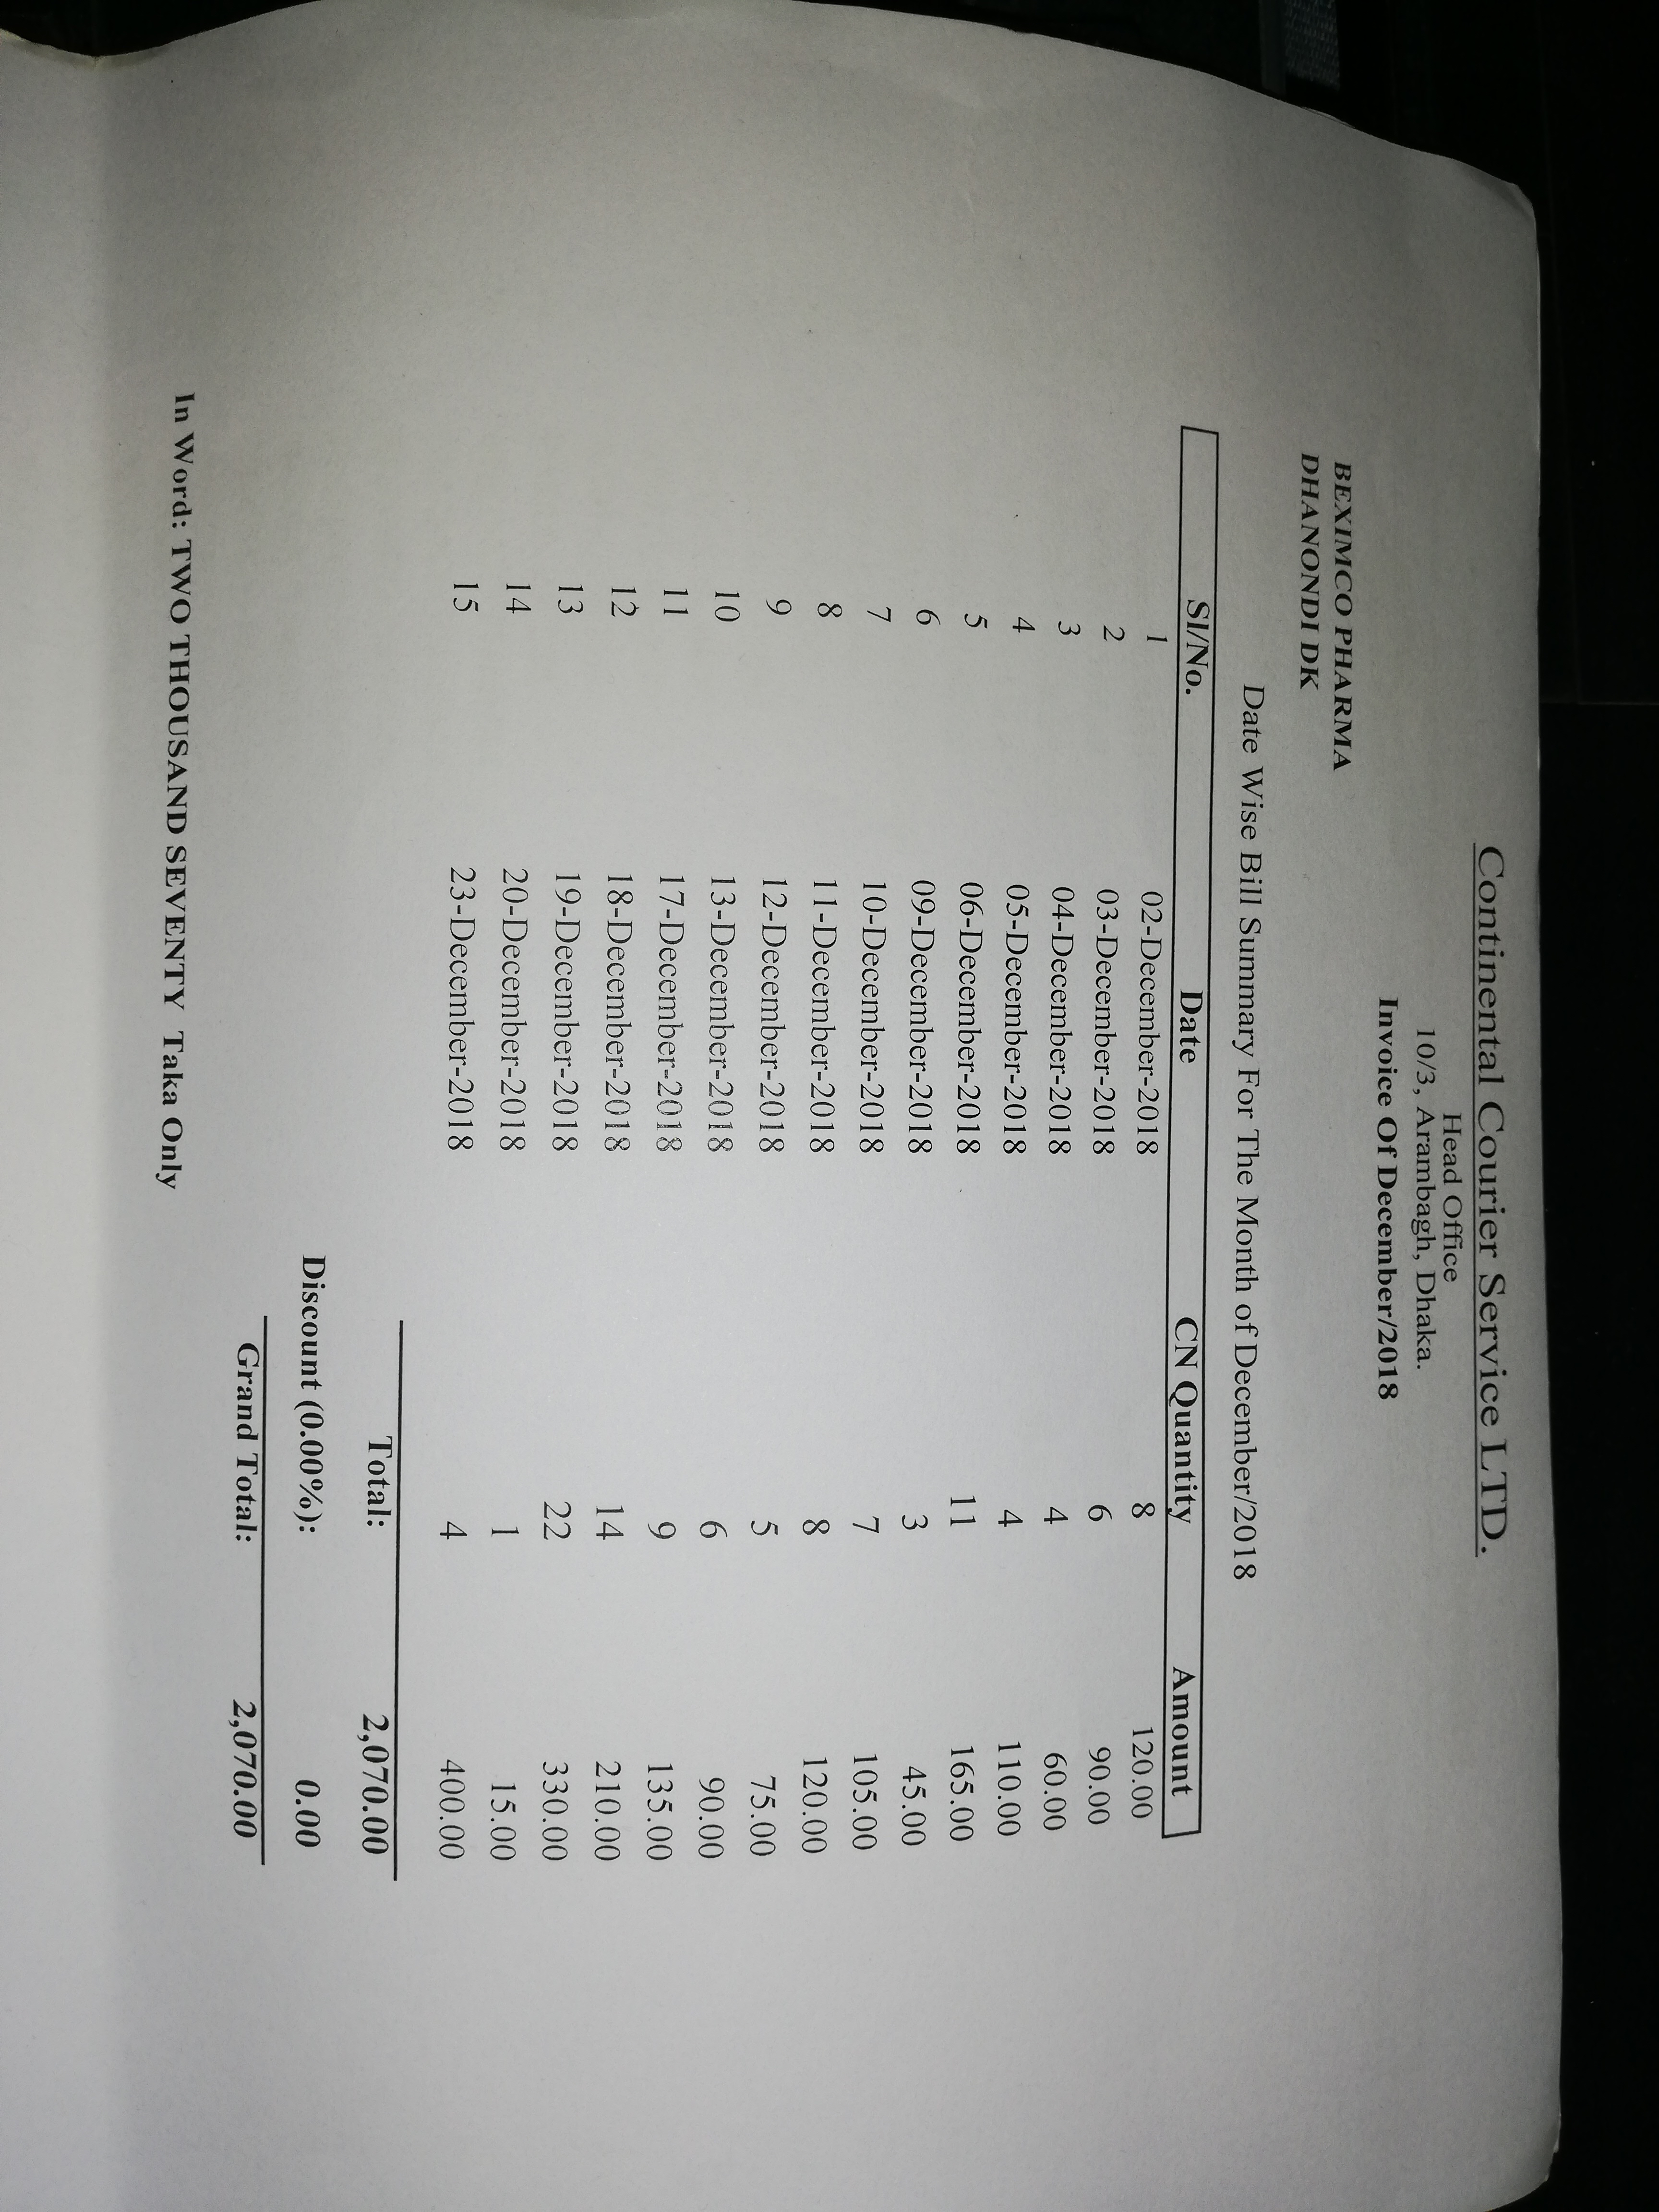 Continental Courier Service LTD.
Head Office
10/3, Arambagh, Dhaka.
Invoice Of December/2018
BEXIMCO PHARMA
DHANONDI DK
Date Wise Bill Summary For The Month of December/2018
Sl/No. Date CN Quantity Amount
1 02-December-2018 8 120.00
2 03-December-2018 6 90.00
3 04-December-2018 4 60.00
4 05-December-2018 4 110.00
5 06-December-2018 11 165.00
6 09-December-2018 3 45.00
7 10-December-2018 7 105.00
8 11-December-2018 8 120.00
9 12-December-2018 5 75.00
10 13-December-2018 6 90.00
11 17-December-2018 9 135.00
12 18-December-2018 14 210.00
13 19-December-2018 22 330.00
14 20-December-2018 1 15.00
15 23-December-2018 4 400.00
Total: 2,070.00
Discount (0.00%): 0.00
Grand Total: 2,070.00
In Word: TWO THOUSAND SEVENTY Taka Only